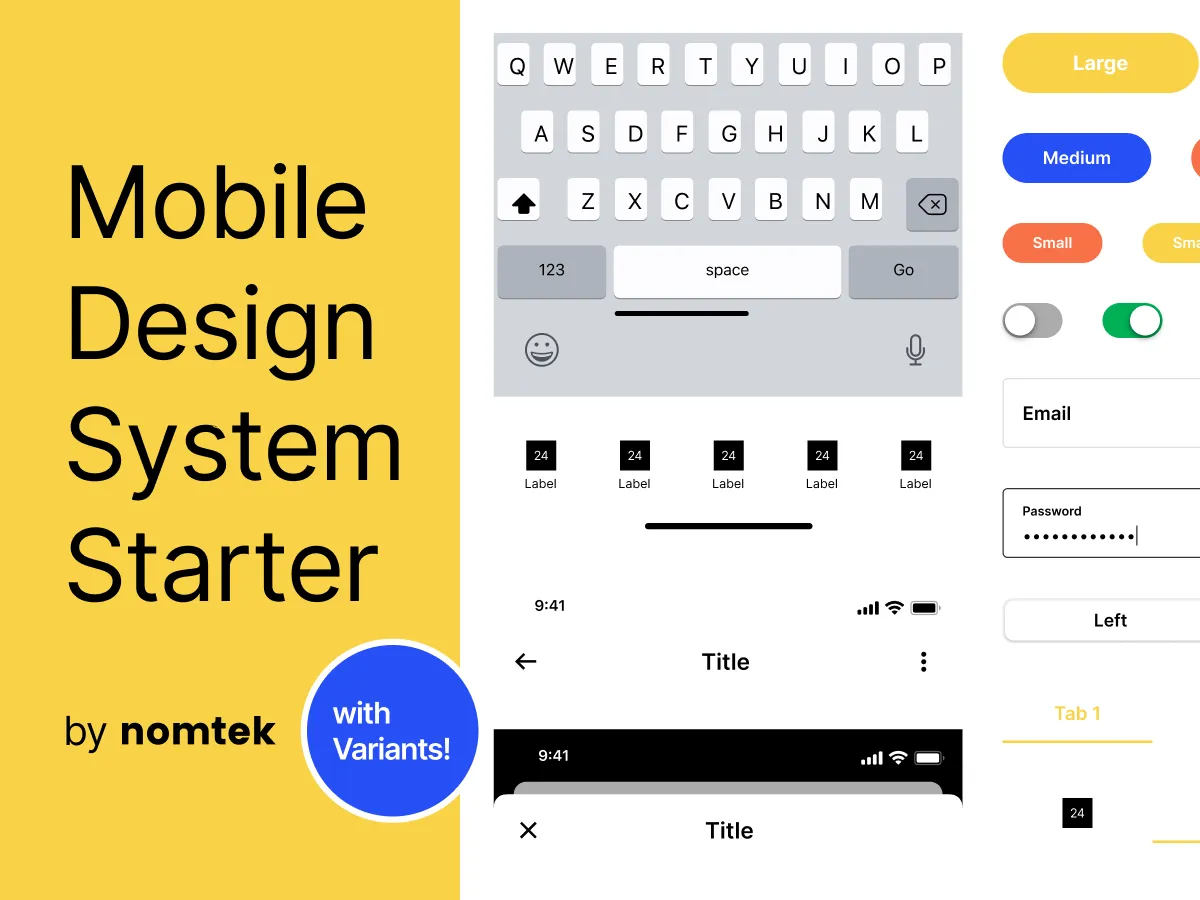 Mobile
Design
System
Starter
by nomtek
with
Variants!
Q W E R T Y U I O P
A S D F G H J K L
Z X C V B N M
123 space Go
24 24 24 24 24
Label Label Label Label Label
9:41
Title
9:41
Title
Large
Medium
Small
Sma
Email
Password
Left
Tab 1
24